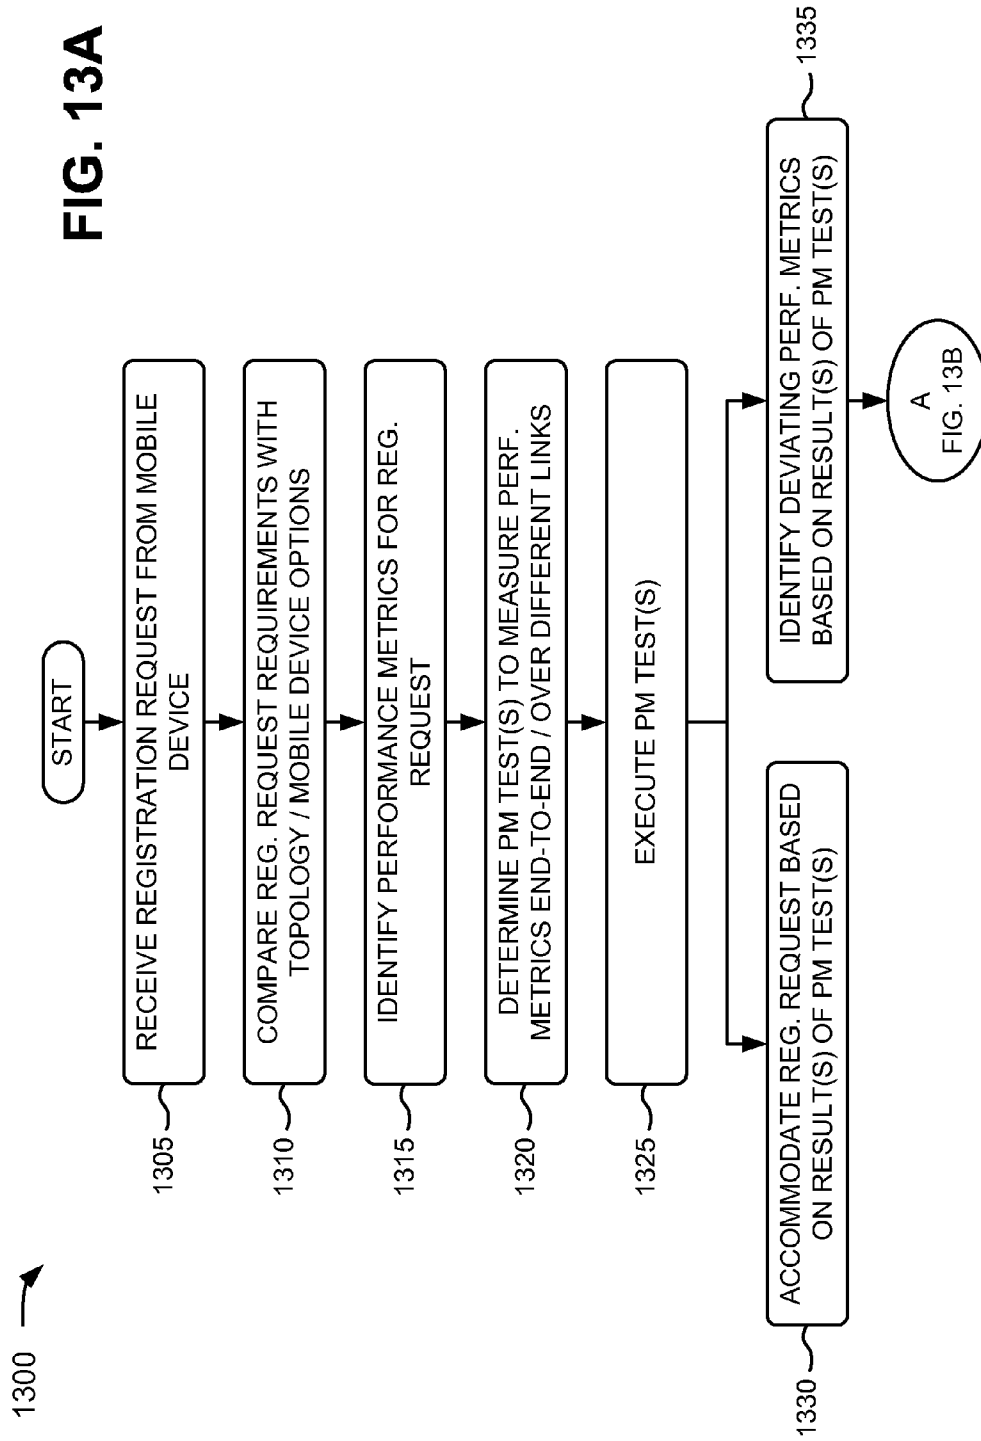 FIG. 13A
1300
START
RECEIVE REGISTRATION REQUEST FROM MOBILE
DEVICE
1305
COMPARE REG. REQUEST REQUIREMENTS WITH
TOPOLOGY / MOBILE DEVICE OPTIONS
1310
IDENTIFY PERFORMANCE METRICS FOR REG.
REQUEST
1315
DETERMINE PM TEST(S) TO MEASURE PERF.
METRICS END-TO-END / OVER DIFFERENT LINKS
1320
EXECUTE PM TEST(S)
1325
ACCOMMODATE REG. REQUEST BASED
ON RESULT(S) OF PM TEST(S)
1330
IDENTIFY DEVIATING PERF. METRICS
BASED ON RESULT(S) OF PM TEST(S)
1335
A
FIG. 13B